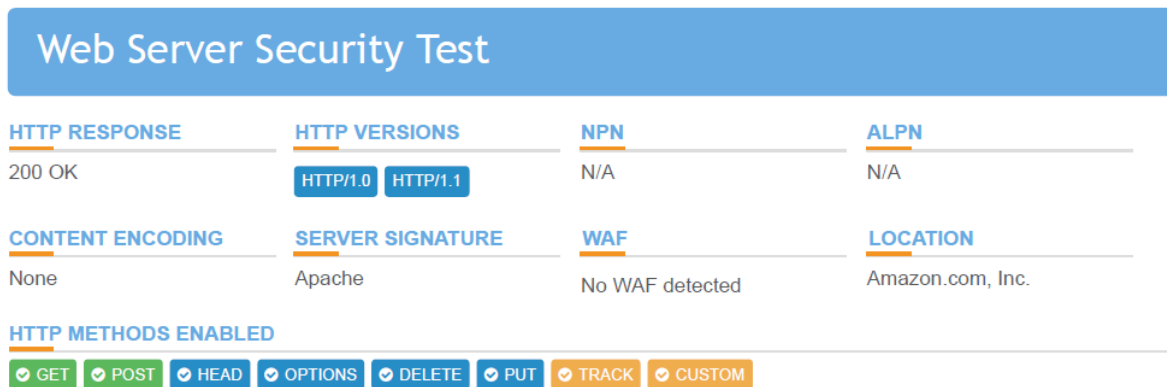 Web Server Security Test
HTTP RESPONSE HTTP VERSIONS NPN ALPN
200 OK HTTP/1.0 HTTP/1.1 N/A N/A
CONTENT ENCODING SERVER SIGNATURE WAF LOCATION
None Apache No WAF detected Amazon.com, Inc.
HTTP METHODS ENABLED
GET POST HEAD OPTIONS DELETE PUT TRACK CUSTOM